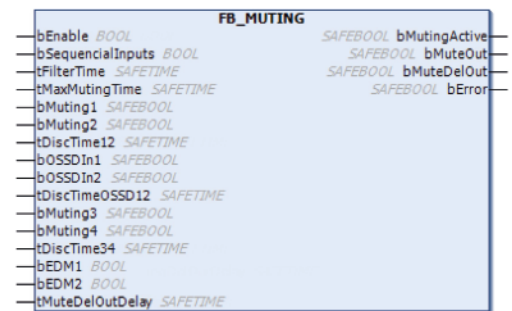 FB_MUTING
bEnable BOOL SAFEBOOL bMutingActive
bSequencialInputs BOOL SAFEBOOL bMuteOut
tFilterTime SAFETIME SAFEBOOL bMuteDelOut
tMaxMutingTime SAFETIME SAFEBOOL bError
bMuting1 SAFEBOOL
bMuting2 SAFEBOOL
tDiscTime12 SAFETIME
bOSSDIn1 SAFEBOOL
bOSSDIn2 SAFEBOOL
tDiscTimeOSSD12 SAFETIME
bMuting3 SAFEBOOL
bMuting4 SAFEBOOL
tDiscTime34 SAFETIME
bEDM1 BOOL
bEDM2 BOOL
tMuteDelOutDelay SAFETIME